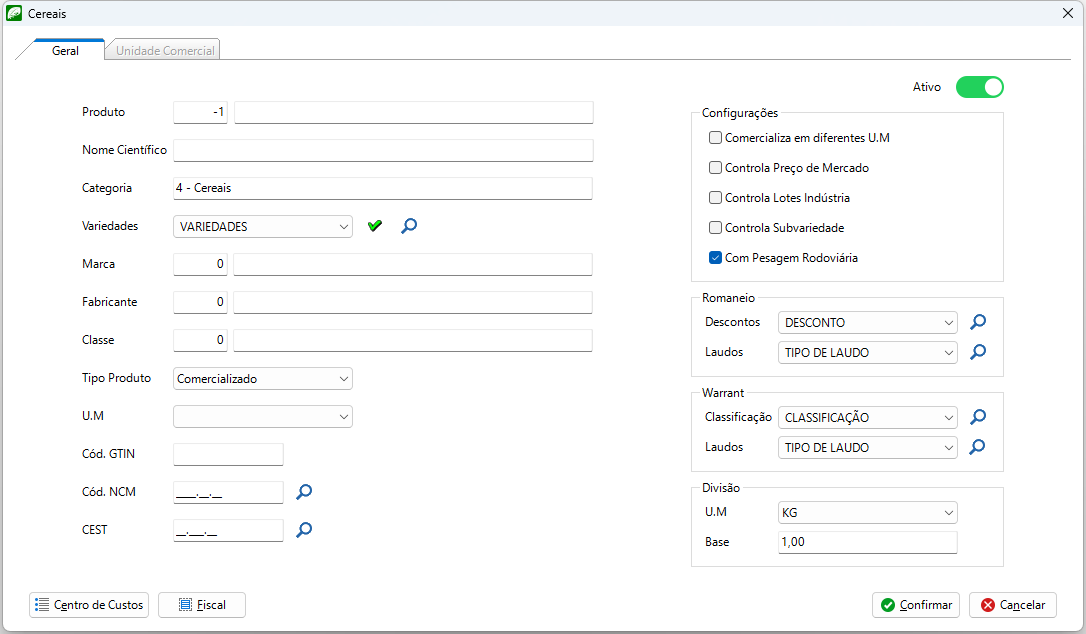 Cereais
Geral
Unidade Comercial
Ativo
Produto -1
Nome Científico
Categoria 4 - Cereais
Variedades VARIEDADES
Marca 0
Fabricante 0
Classe 0
Tipo Produto Comercializado
U.M
Cód. GTIN
Cód. NCM ____.__.__
CEST __.___.__
Configurações
Comercializa em diferentes U.M
Controla Preço de Mercado
Controla Lotes Indústria
Controla Subvariedade
Com Pesagem Rodoviária
Romaneio
Descontos DESCONTO
Laudos TIPO DE LAUDO
Warrant
Classificação CLASSIFICAÇÃO
Laudos TIPO DE LAUDO
Divisão
U.M KG
Base 1,00
Centro de Custos
Fiscal
Confirmar
Cancelar